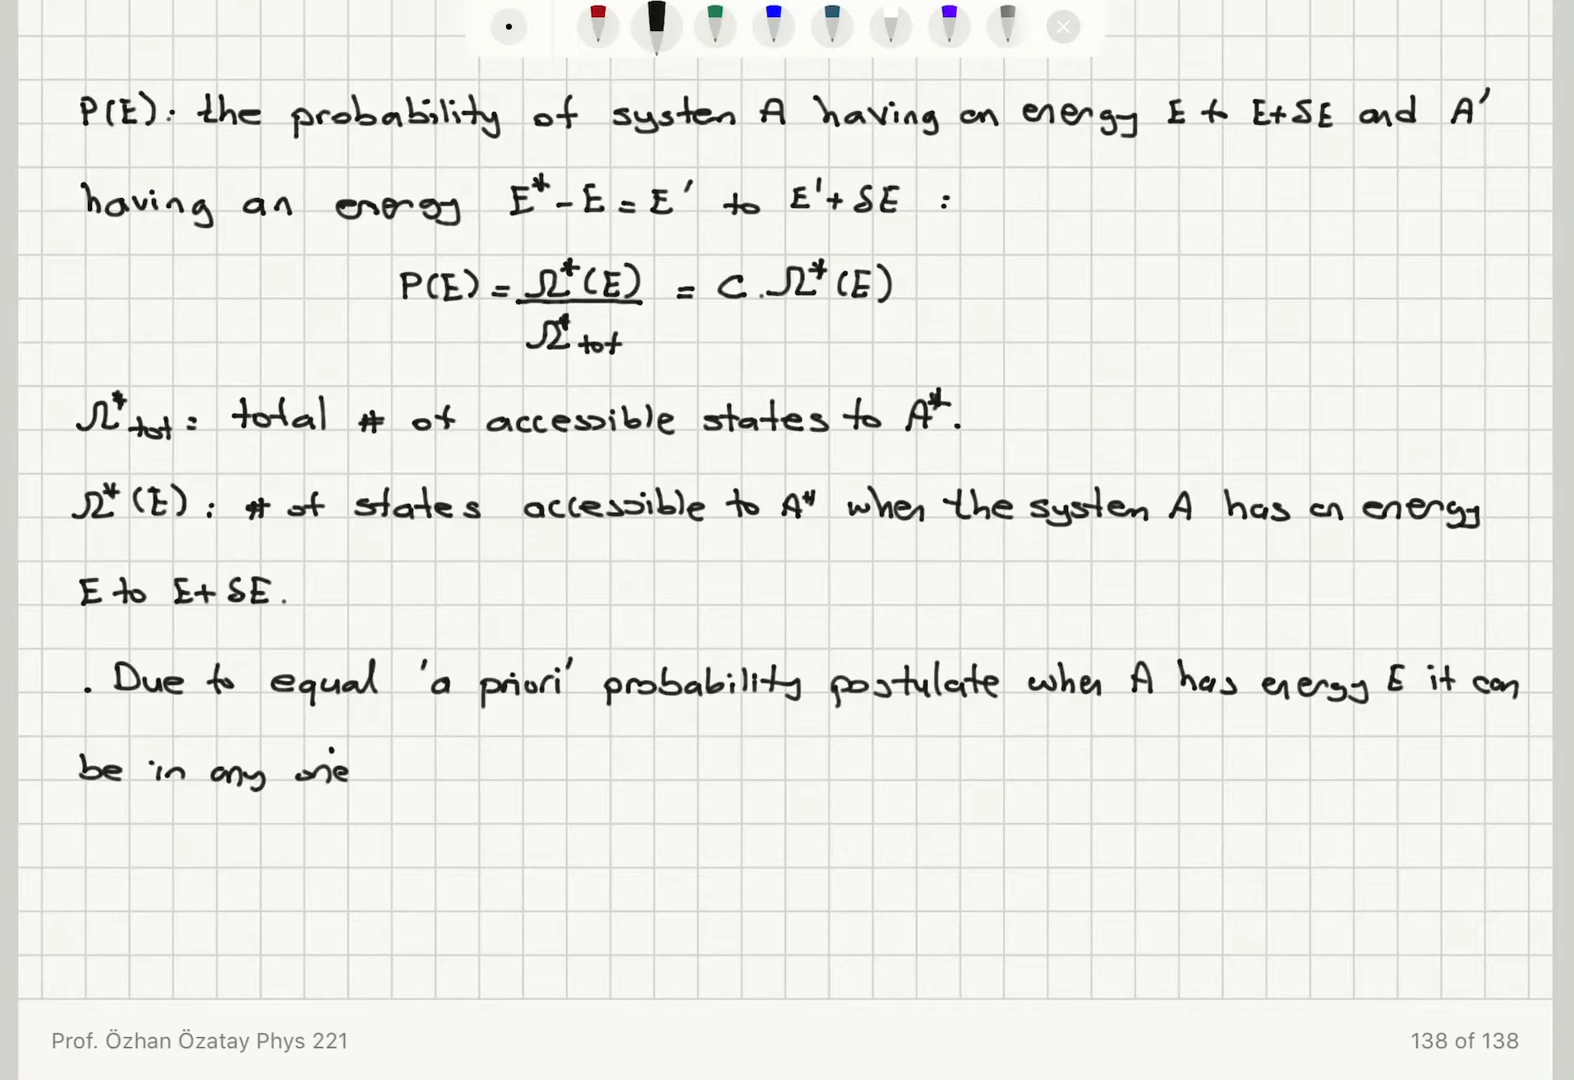 P(E): the probability of system A having an energy E to E+δE and A'
having an energy E* - E = E' to E'+δE :
P(E) = Ω*(E) / Ω*tot = C.Ω*(E)
Ω*tot : total # of accessible states to A*.
Ω*(E) : # of states accessible to A* when the system A has an energy
E to E+δE.
. Due to equal 'a priori' probability postulate when A has energy E it can
be in any one
Prof. Özhan Özatay Phys 221
138 of 138